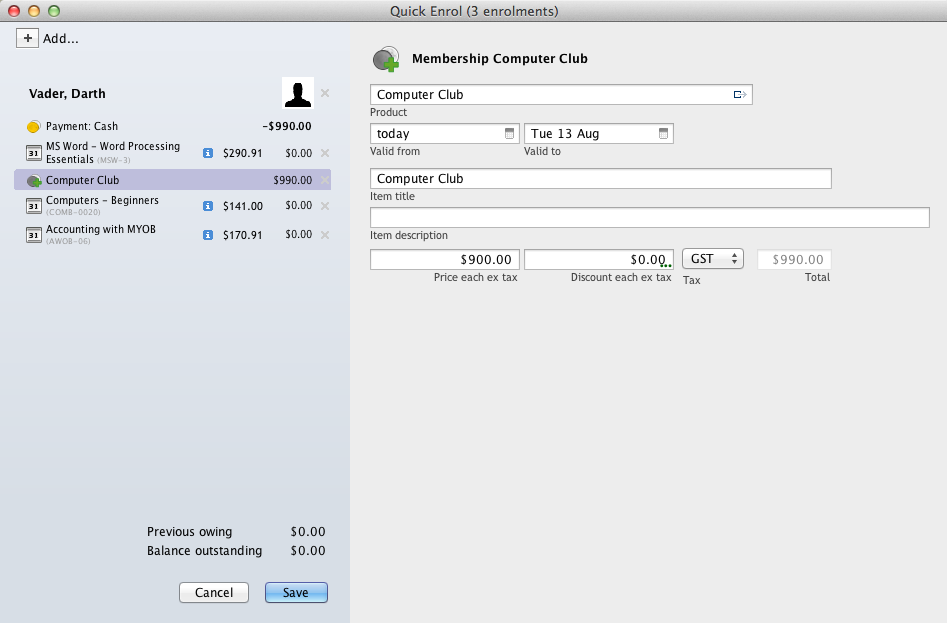 Quick Enrol (3 enrolments)
+ Add...
Vader, Darth
Payment: Cash -$990.00
MS Word – Word Processing
Essentials (MSW-3) $290.91 $0.00
Computer Club $990.00
Computers – Beginners
(COMB-0020) $141.00 $0.00
Accounting with MYOB
(AWOB-06) $170.91 $0.00
Previous owing $0.00
Balance outstanding $0.00
Cancel Save
Membership Computer Club
Computer Club
Product
today Tue 13 Aug
Valid from Valid to
Computer Club
Item title
Item description
$900.00 $0.00 GST $990.00
Price each ex tax Discount each ex tax Tax Total